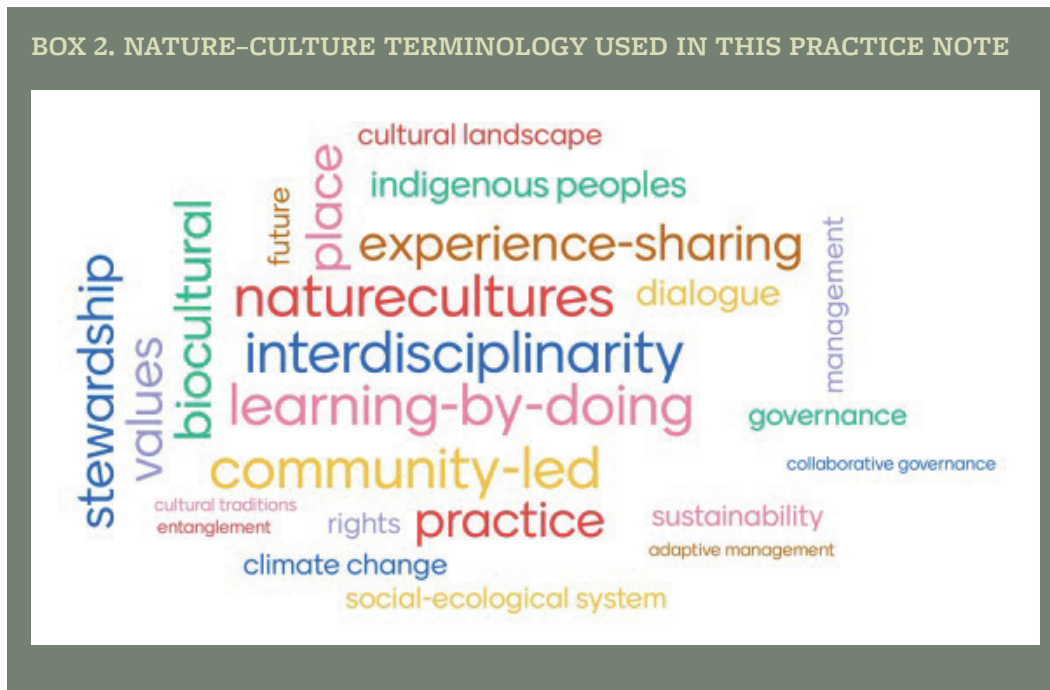 BOX 2. NATURE–CULTURE TERMINOLOGY USED IN THIS PRACTICE NOTE
cultural landscape
place
indigenous peoples
future
experience-sharing
biocultural
management
naturecultures
dialogue
stewardship
interdisciplinarity
values
learning-by-doing
governance
community-led
collaborative governance
cultural traditions
entanglement
rights
practice
sustainability
adaptive management
climate change
social-ecological system